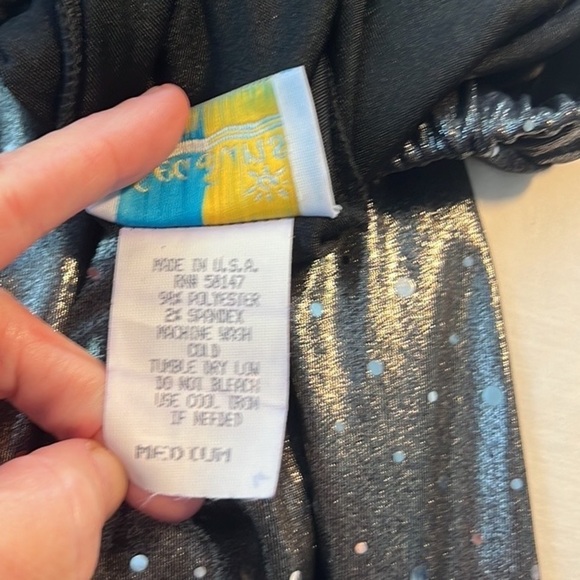 MADE IN U.S.A.
RN# 58147
98% POLYESTER
2% SPANDEX
MACHINE WASH
COLD
TUMBLE DRY LOW
DO NOT BLEACH
USE COOL IRON
IF NEEDED
MEDIUM